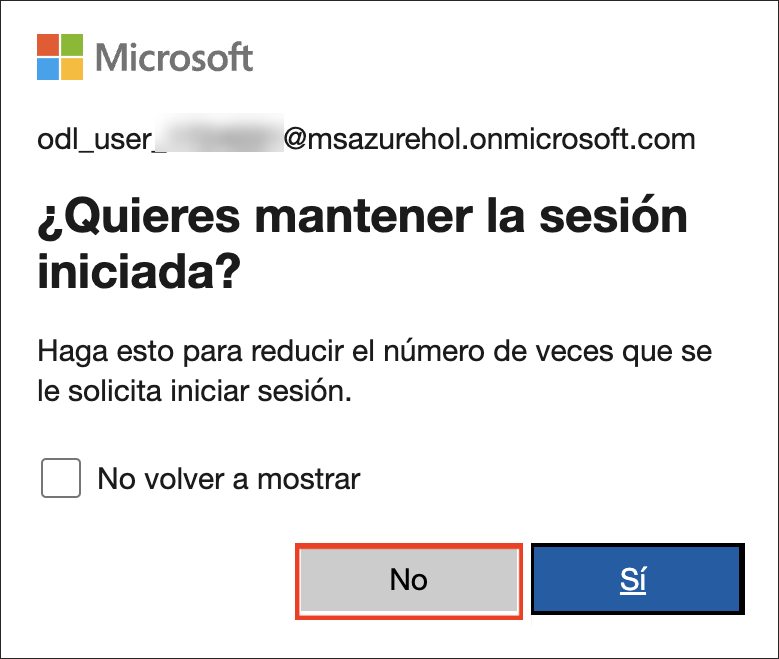 Microsoft
odl_user_@msazurehol.onmicrosoft.com
¿Quieres mantener la sesión
iniciada?
Haga esto para reducir el número de veces que se
le solicita iniciar sesión.
No volver a mostrar
No
Sí